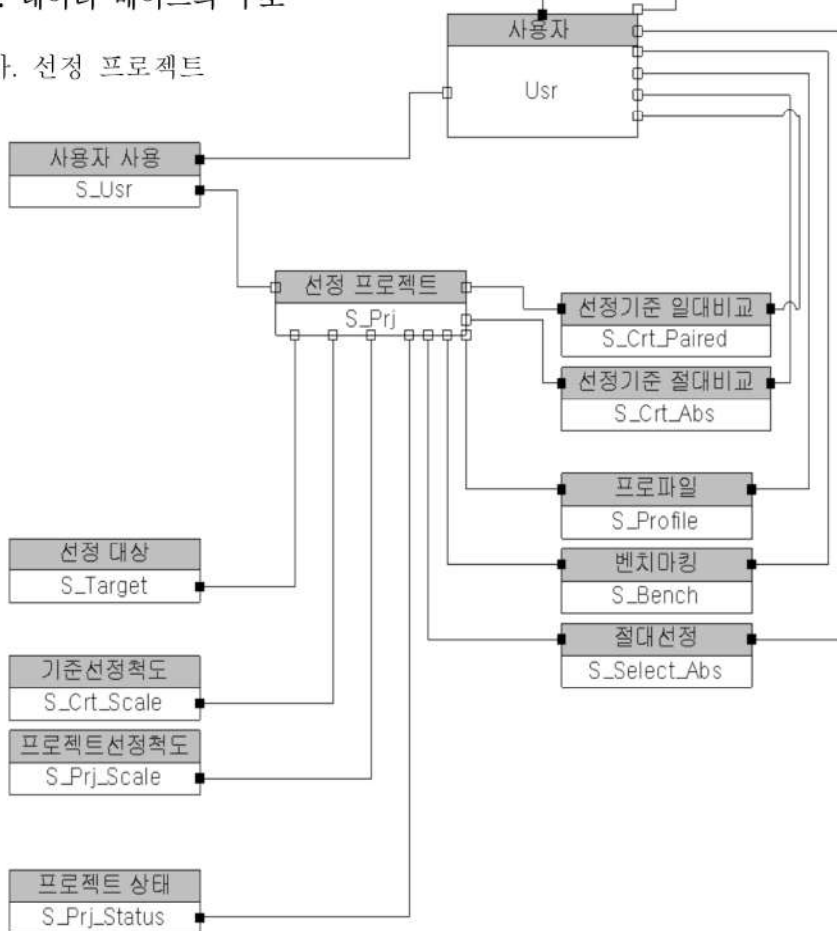 선정 프로젝트
사용자
Usr
사용자 사용
S_Usr
선정 프로젝트
S_Prj
선정기준 일대비교
S_Crt_Paired
선정기준 절대비교
S_Crt_Abs
프로파일
S_Profile
선정 대상
S_Target
벤치마킹
S_Bench
절대선정
S_Select_Abs
기준선정척도
S_Crt_Scale
프로젝트선정척도
S_Prj_Scale
프로젝트 상태
S_Prj_Status